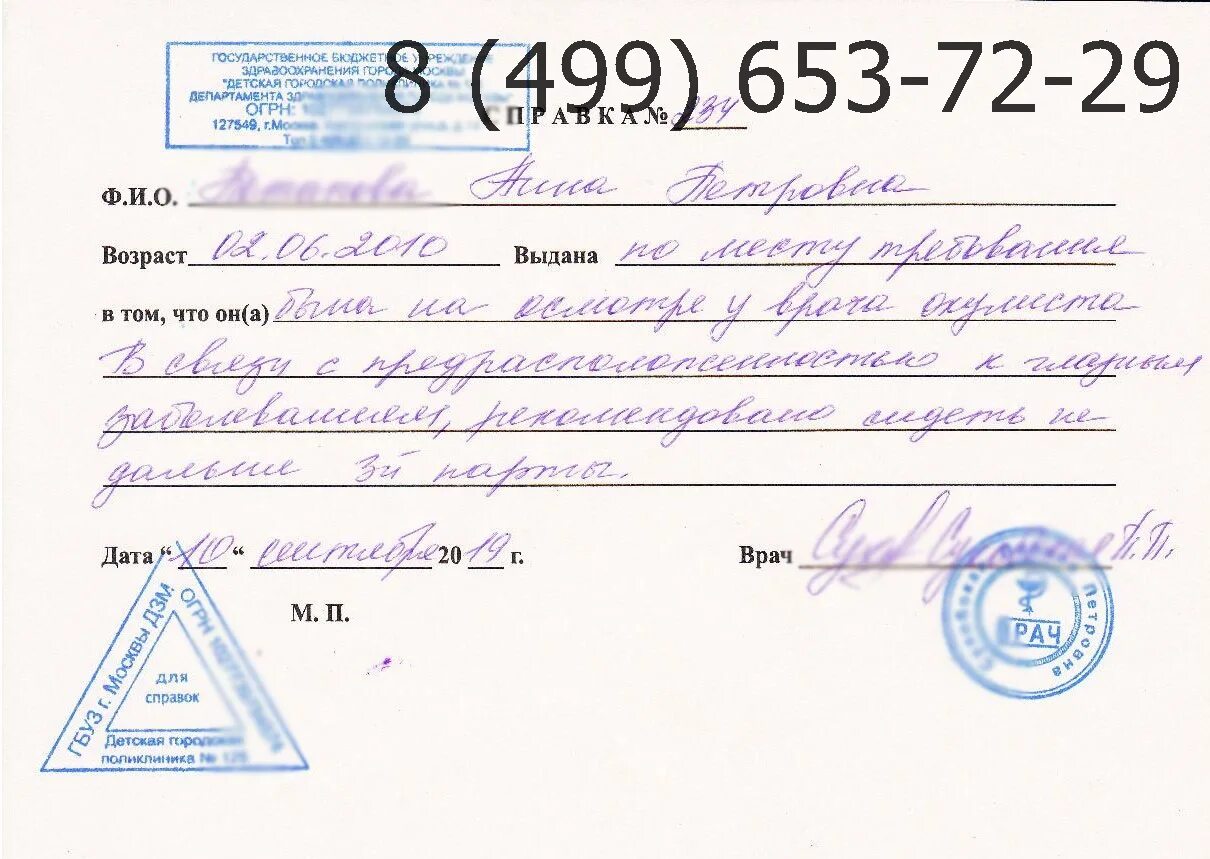 8 (499) 653-72-29
ГОСУДАРСТВЕННОЕ БЮДЖЕТНОЕ УЧРЕЖДЕНИЕ
ЗДРАВООХРАНЕНИЯ ГОРОДА МОСКВЫ
"ДЕТСКАЯ ГОРОДСКАЯ ПОЛИКЛИНИКА №
ДЕПАРТАМЕНТА
ОГРН:
127549, г.Москва
СПРАВКА № 234
Ф.И.О. Нина Петровна
Возраст 02.06.2010 Выдана по месту требования
в том, что он(а) была на осмотре у врача окулиста
В связи с предрасположенностью к глазным
заболеваниям, рекомендовано сидеть не
дальше 3й парты.
Дата "10" сентября 2019 г. Врач П.П.
М. П.
ГБУЗ г. Москвы ДЗМ
ОГРН
для
справок
Детская городская
поликлиника №
ВРАЧ
Петровна